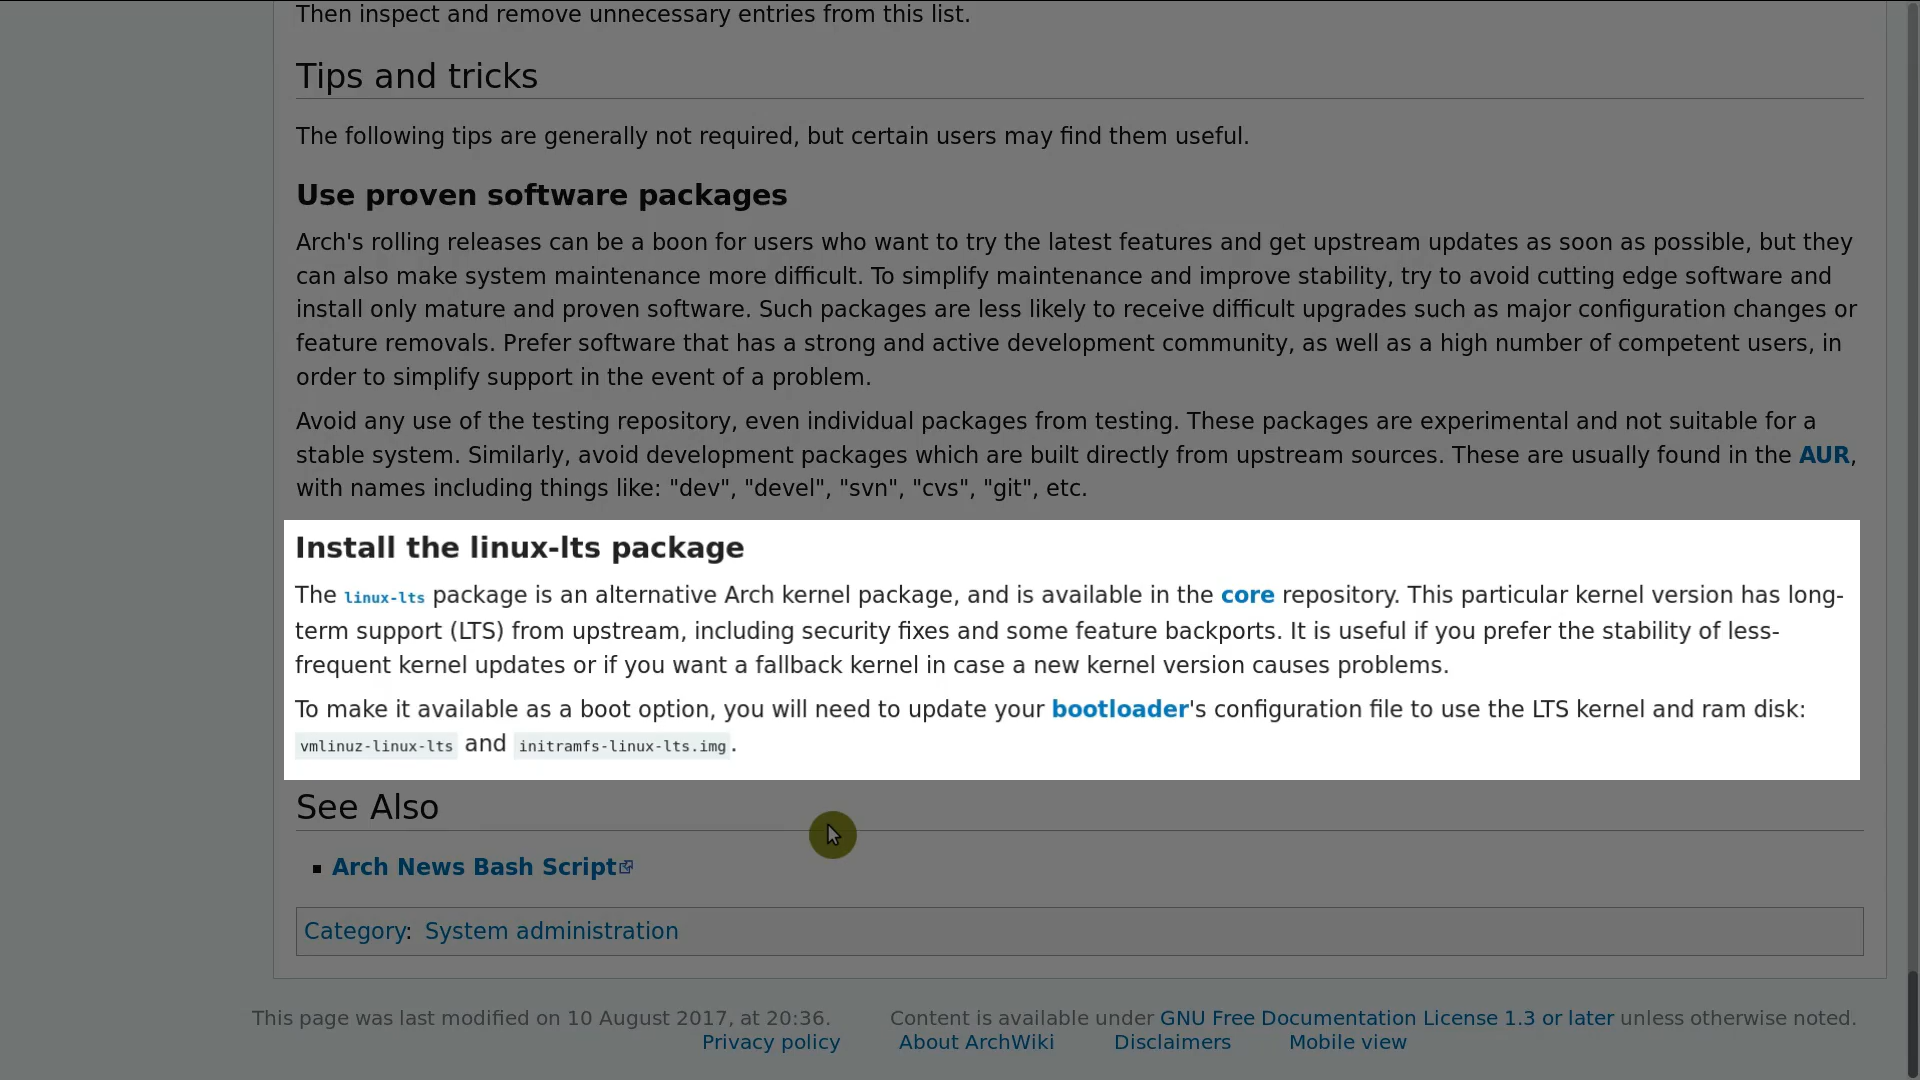 Then inspect and remove unnecessary entries from this list.
Tips and tricks
The following tips are generally not required, but certain users may find them useful.
Use proven software packages
Arch's rolling releases can be a boon for users who want to try the latest features and get upstream updates as soon as possible, but they
can also make system maintenance more difficult. To simplify maintenance and improve stability, try to avoid cutting edge software and
install only mature and proven software. Such packages are less likely to receive difficult upgrades such as major configuration changes or
feature removals. Prefer software that has a strong and active development community, as well as a high number of competent users, in
order to simplify support in the event of a problem.
Avoid any use of the testing repository, even individual packages from testing. These packages are experimental and not suitable for a
stable system. Similarly, avoid development packages which are built directly from upstream sources. These are usually found in the AUR,
with names including things like: "dev", "devel", "svn", "cvs", "git", etc.
Install the linux-lts package
The linux-lts package is an alternative Arch kernel package, and is available in the core repository. This particular kernel version has long-
term support (LTS) from upstream, including security fixes and some feature backports. It is useful if you prefer the stability of less-
frequent kernel updates or if you want a fallback kernel in case a new kernel version causes problems.
To make it available as a boot option, you will need to update your bootloader's configuration file to use the LTS kernel and ram disk:
vmlinuz-linux-lts and initramfs-linux-lts.img.
See Also
Arch News Bash Script
Category: System administration
This page was last modified on 10 August 2017, at 20:36. Content is available under GNU Free Documentation License 1.3 or later unless otherwise noted.
Privacy policy About ArchWiki Disclaimers Mobile view